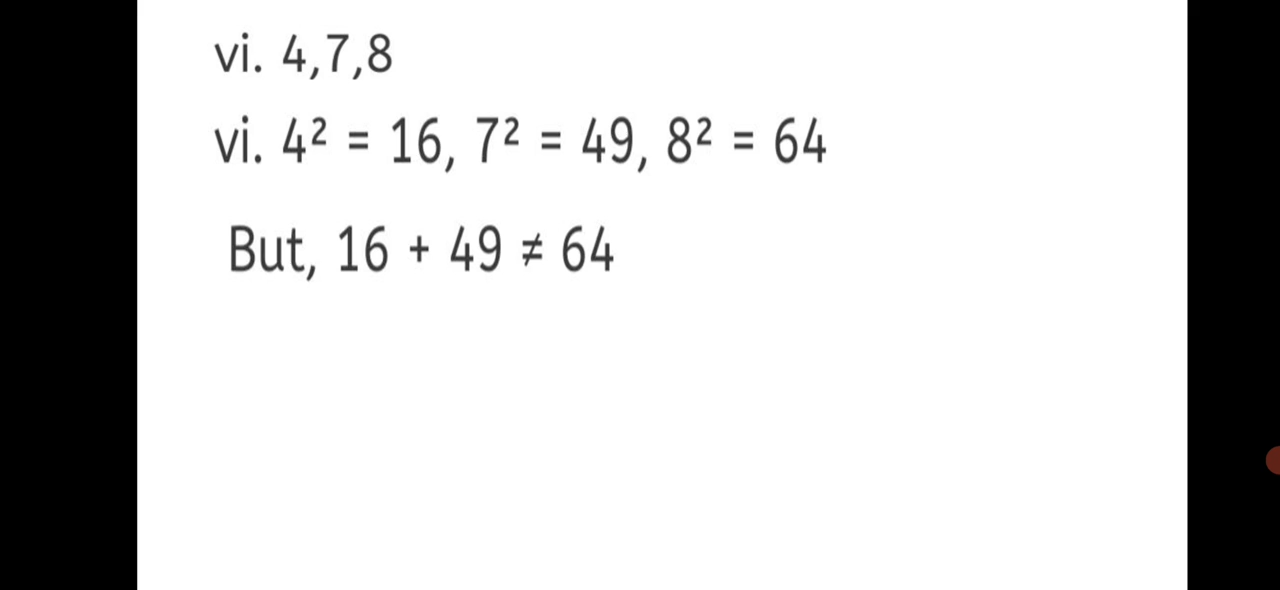 vi. 4,7,8
vi. 4² = 16, 7² = 49, 8² = 64
But, 16 + 49 ≠ 64